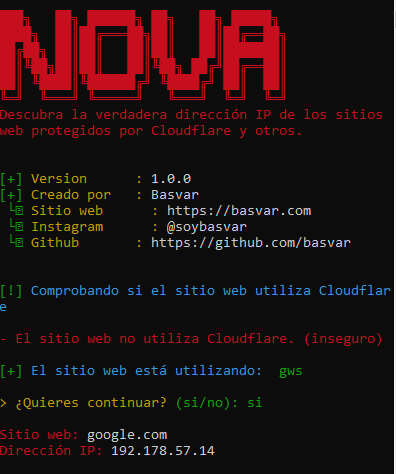 NOVA
Descubra la verdadera dirección IP de los sitios
web protegidos por Cloudflare y otros.
[+] Version : 1.0.0
[+] Creado por : Basvar
└ Sitio web : https://basvar.com
└ Instagram : @soybasvar
└ Github : https://github.com/basvar
[!] Comprobando si el sitio web utiliza Cloudflar
e
- El sitio web no utiliza Cloudflare. (inseguro)
[+] El sitio web está utilizando: gws
> ¿Quieres continuar? (si/no): si
Sitio web: google.com
Dirección IP: 192.178.57.14